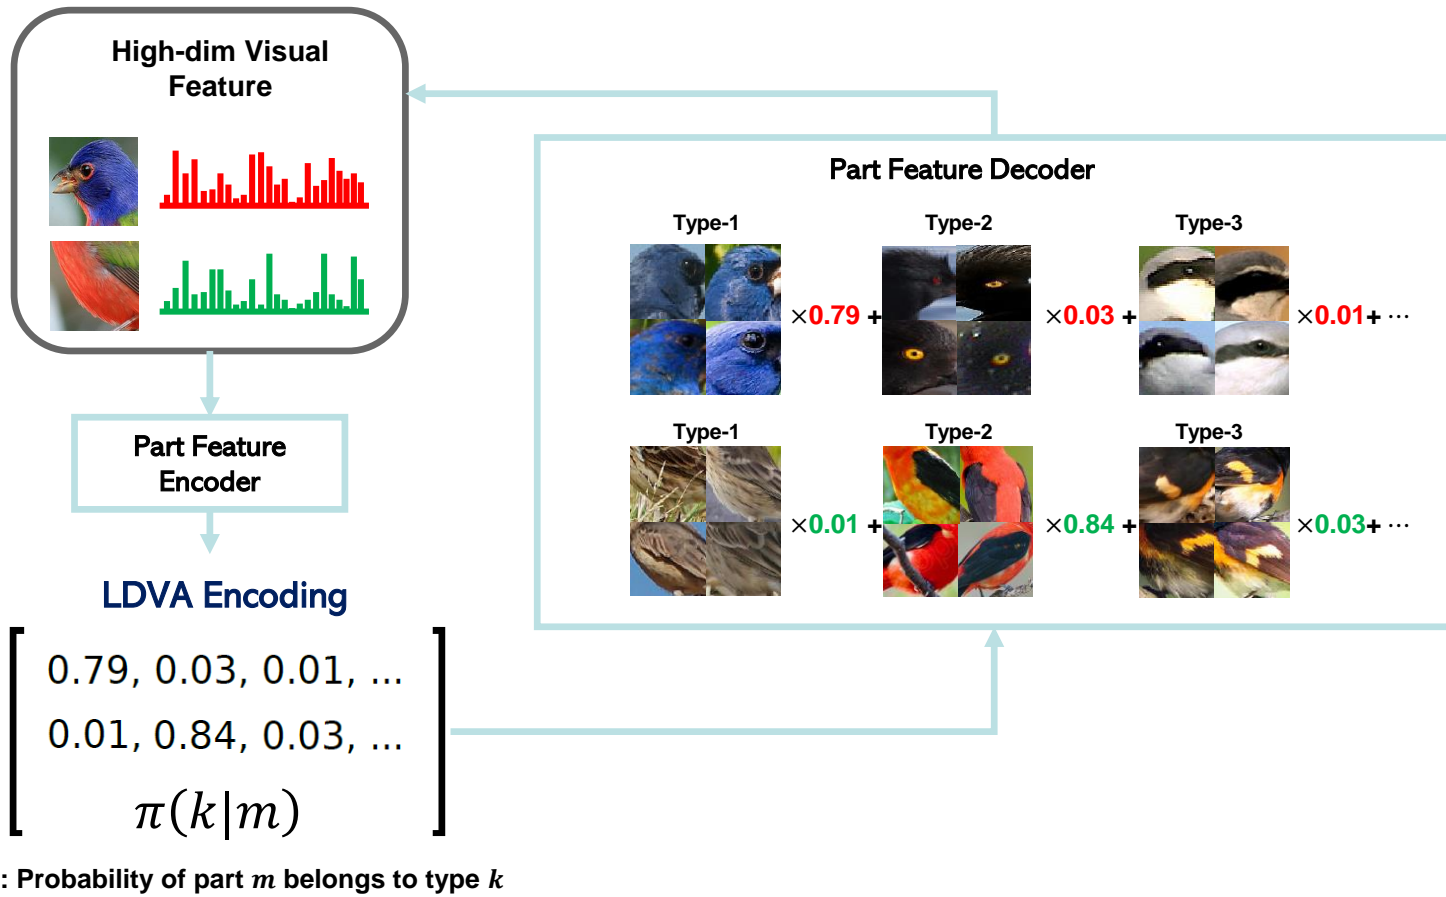 High-dim Visual
Feature
Part Feature
Encoder
LDVA Encoding
0.79, 0.03, 0.01, ...
0.01, 0.84, 0.03, ...
π(k|m)
: Probability of part m belongs to type k
Part Feature Decoder
Type-1 Type-2 Type-3
×0.79 + ×0.03 + ×0.01+ ⋯
Type-1 Type-2 Type-3
×0.01 + ×0.84 + ×0.03+ ⋯